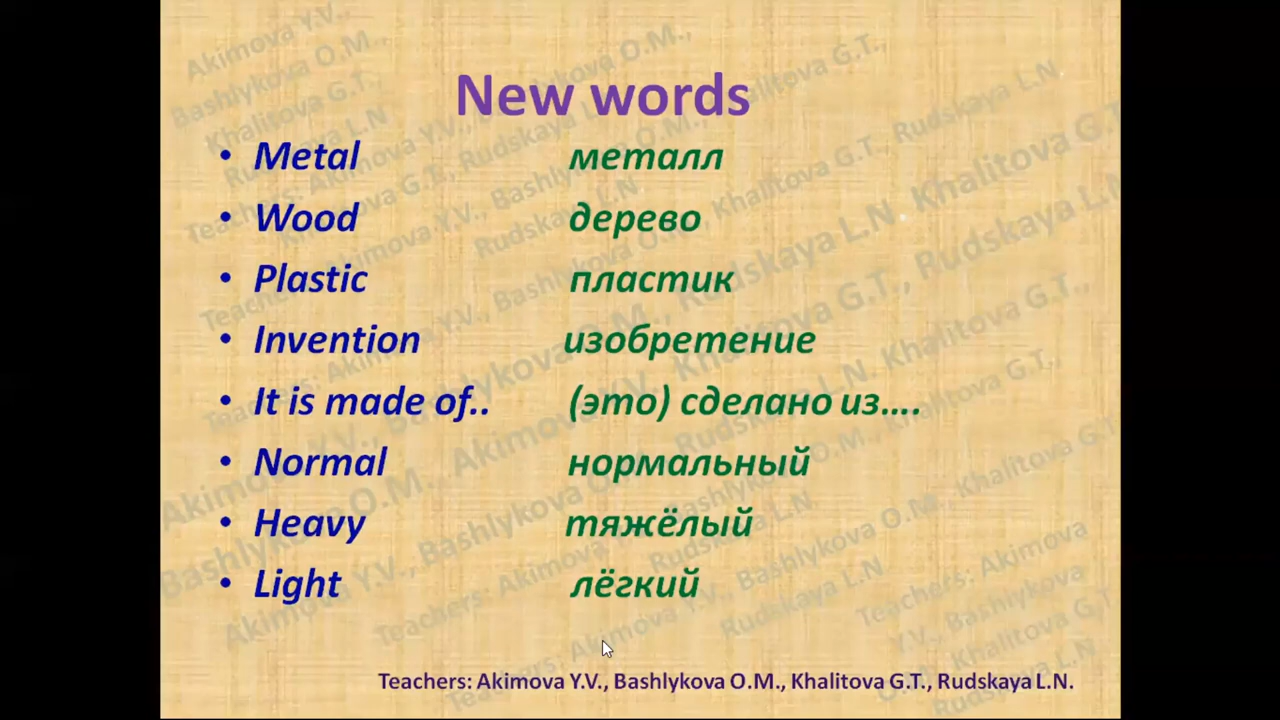 New words
• Metal металл
• Wood дерево
• Plastic пластик
• Invention изобретение
• It is made of.. (это) сделано из....
• Normal нормальный
• Heavy тяжёлый
• Light лёгкий
Teachers: Akimova Y.V., Bashlykova O.M., Khalitova G.T., Rudskaya L.N.